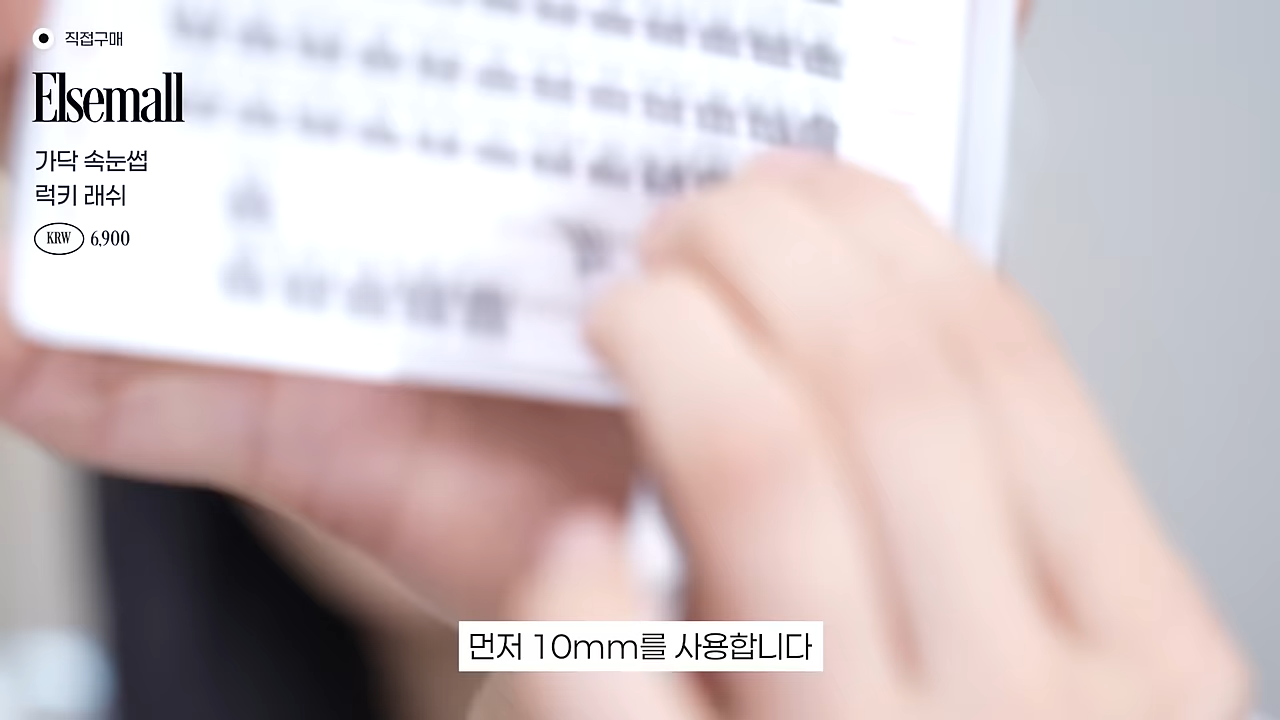 직접구매
Elsemall
가닥 속눈썹
럭키 래쉬
KRW 6,900
먼저 10mm를 사용합니다